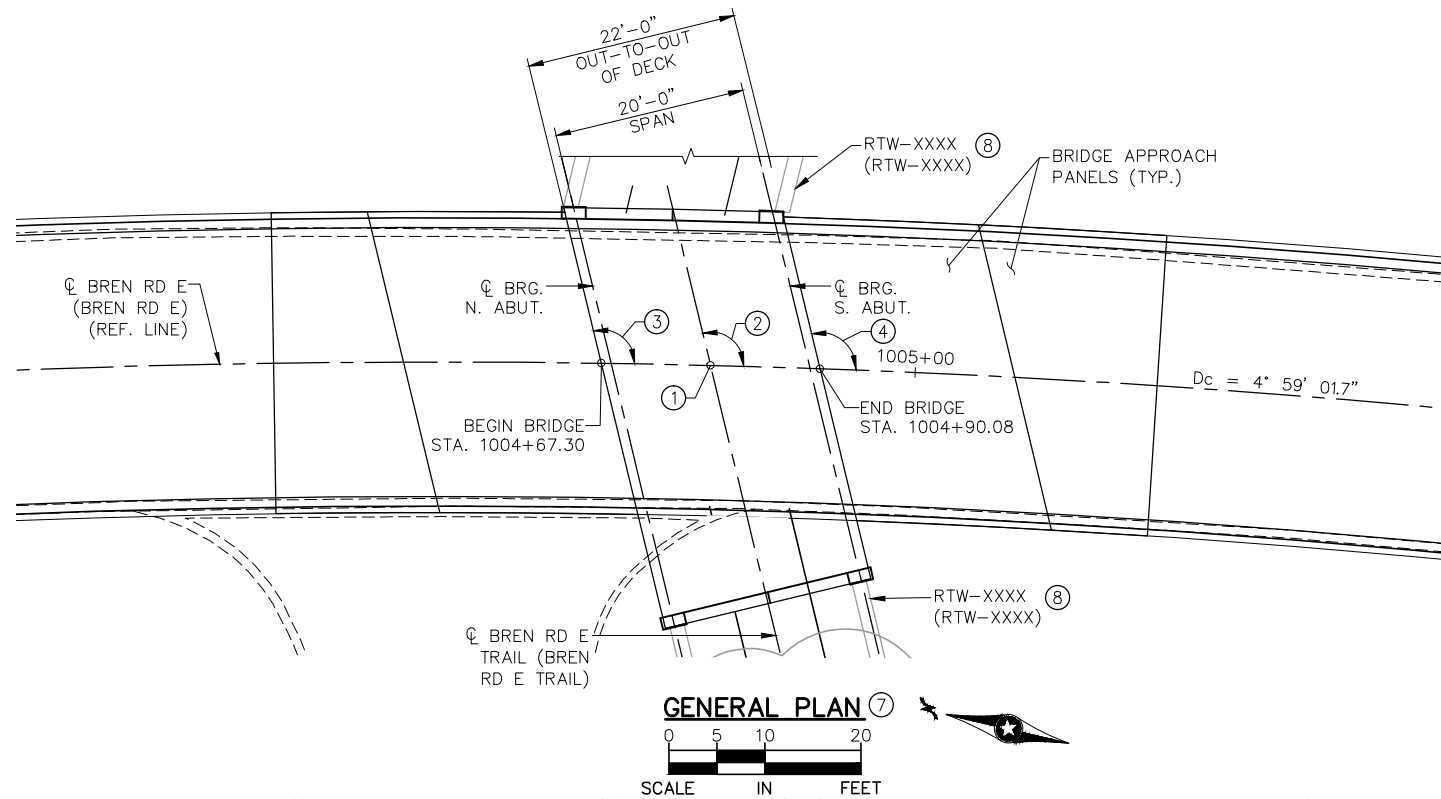 22'-0"
OUT-TO-OUT
OF DECK
20'-0"
SPAN
RTW-XXXX 8
(RTW-XXXX)
BRIDGE APPROACH
PANELS (TYP.)
℄ BREN RD E
(BREN RD E)
(REF. LINE)
℄ BRG.
N. ABUT.
3
2
℄ BRG.
S. ABUT.
4
1005+00
Dc = 4° 59' 01.7"
1
BEGIN BRIDGE
STA. 1004+67.30
END BRIDGE
STA. 1004+90.08
RTW-XXXX 8
(RTW-XXXX)
℄ BREN RD E
TRAIL (BREN
RD E TRAIL)
GENERAL PLAN 7
0 5 10 20
SCALE IN FEET